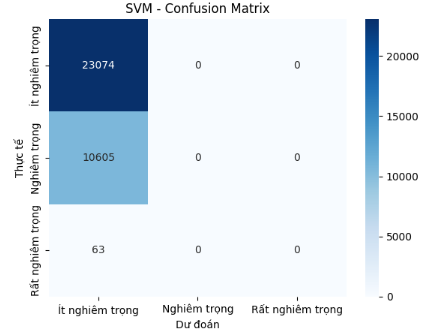 SVM - Confusion Matrix
Thực tế
Ít nghiêm trọng
23074 0 0
Nghiêm trọng
10605 0 0
Rất nghiêm trọng
63 0 0
Ít nghiêm trọng Nghiêm trọng Rất nghiêm trọng
Dự đoán
20000
15000
10000
5000
0